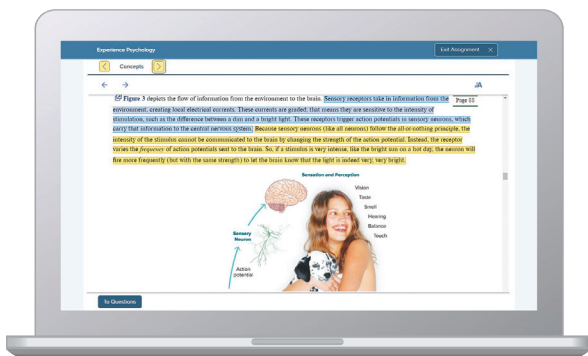 Experience Psychology
Exit Assignment ×
Concepts
Figure 3 depicts the flow of information from the environment to the brain. Sensory receptors take in information from the
Page 88
environment, creating local electrical currents. These currents are graded; that means they are sensitive to the intensity of
stimulation, such as the difference between a dim and a bright light. These receptors trigger action potentials in sensory neurons, which
carry that information to the central nervous system. Because sensory neurons (like all neurons) follow the all-or-nothing principle, the
intensity of the stimulus cannot be communicated to the brain by changing the strength of the action potential. Instead, the receptor
varies the frequency of action potentials sent to the brain. So, if a stimulus is very intense, like the bright sun on a hot day, the neuron will
fire more frequently (but with the same strength) to let the brain know that the light is indeed very, very bright.
Sensation and Perception
Vision
Taste
Smell
Hearing
Balance
Touch
Sensory
Neuron
Action
potential
To Questions